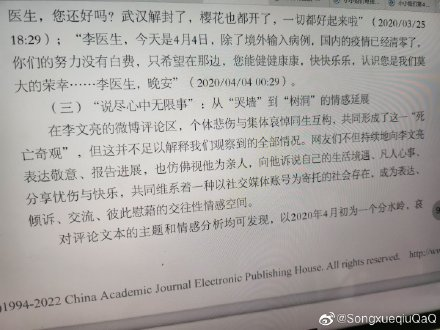 医生，您还好吗？武汉解封了，樱花也都开了，一切都好起来啦”（2020/03/25
18:29）；“李医生，今天是4月4日，除了境外输入病例，国内的疫情已经清零了，
你们的努力没有白费，只希望在那边，您能健健康康，快快乐乐，认识您是我们莫
大的荣幸……李医生，晚安”（2020/04/04 00:29）。
（三）“说尽心中无限事”：从“哭墙”到“树洞”的情感延展
在李文亮的微博评论区，个体悲伤与集体哀悼同生互构，共同形成了这一“死
亡奇观”，但这并不足以解释我们观察到的全部情况。网友们不但持续地向李文亮
表达敬意、报告进展，也仿佛视他为亲人，向他诉说自己的生活境遇、凡人心事、
分享忧伤与快乐，共同维系着一种以社交媒体账号为寄托的社会存在，成为表达、
倾诉、交流、彼此慰藉的交往性情感空间。
对评论文本的主题和情感分析均可发现，以2020年4月初为一个分水岭，哀
)1994-2022 China Academic Journal Electronic Publishing House. All rights reserved. http://www
@SongxueqiuQaQ